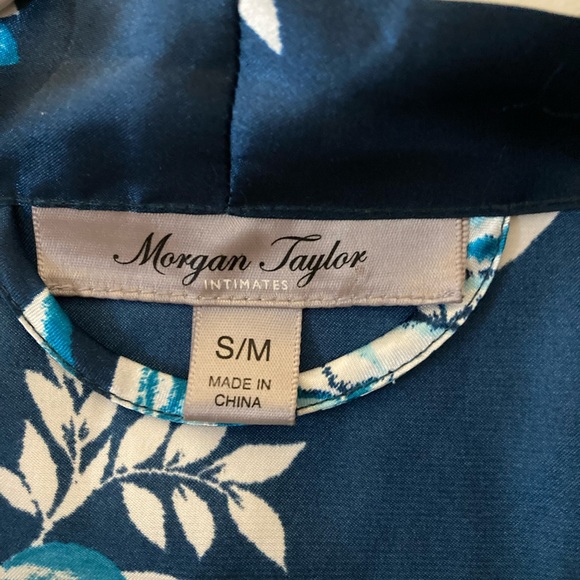 Morgan Taylor
INTIMATES
S/M
MADE IN
CHINA